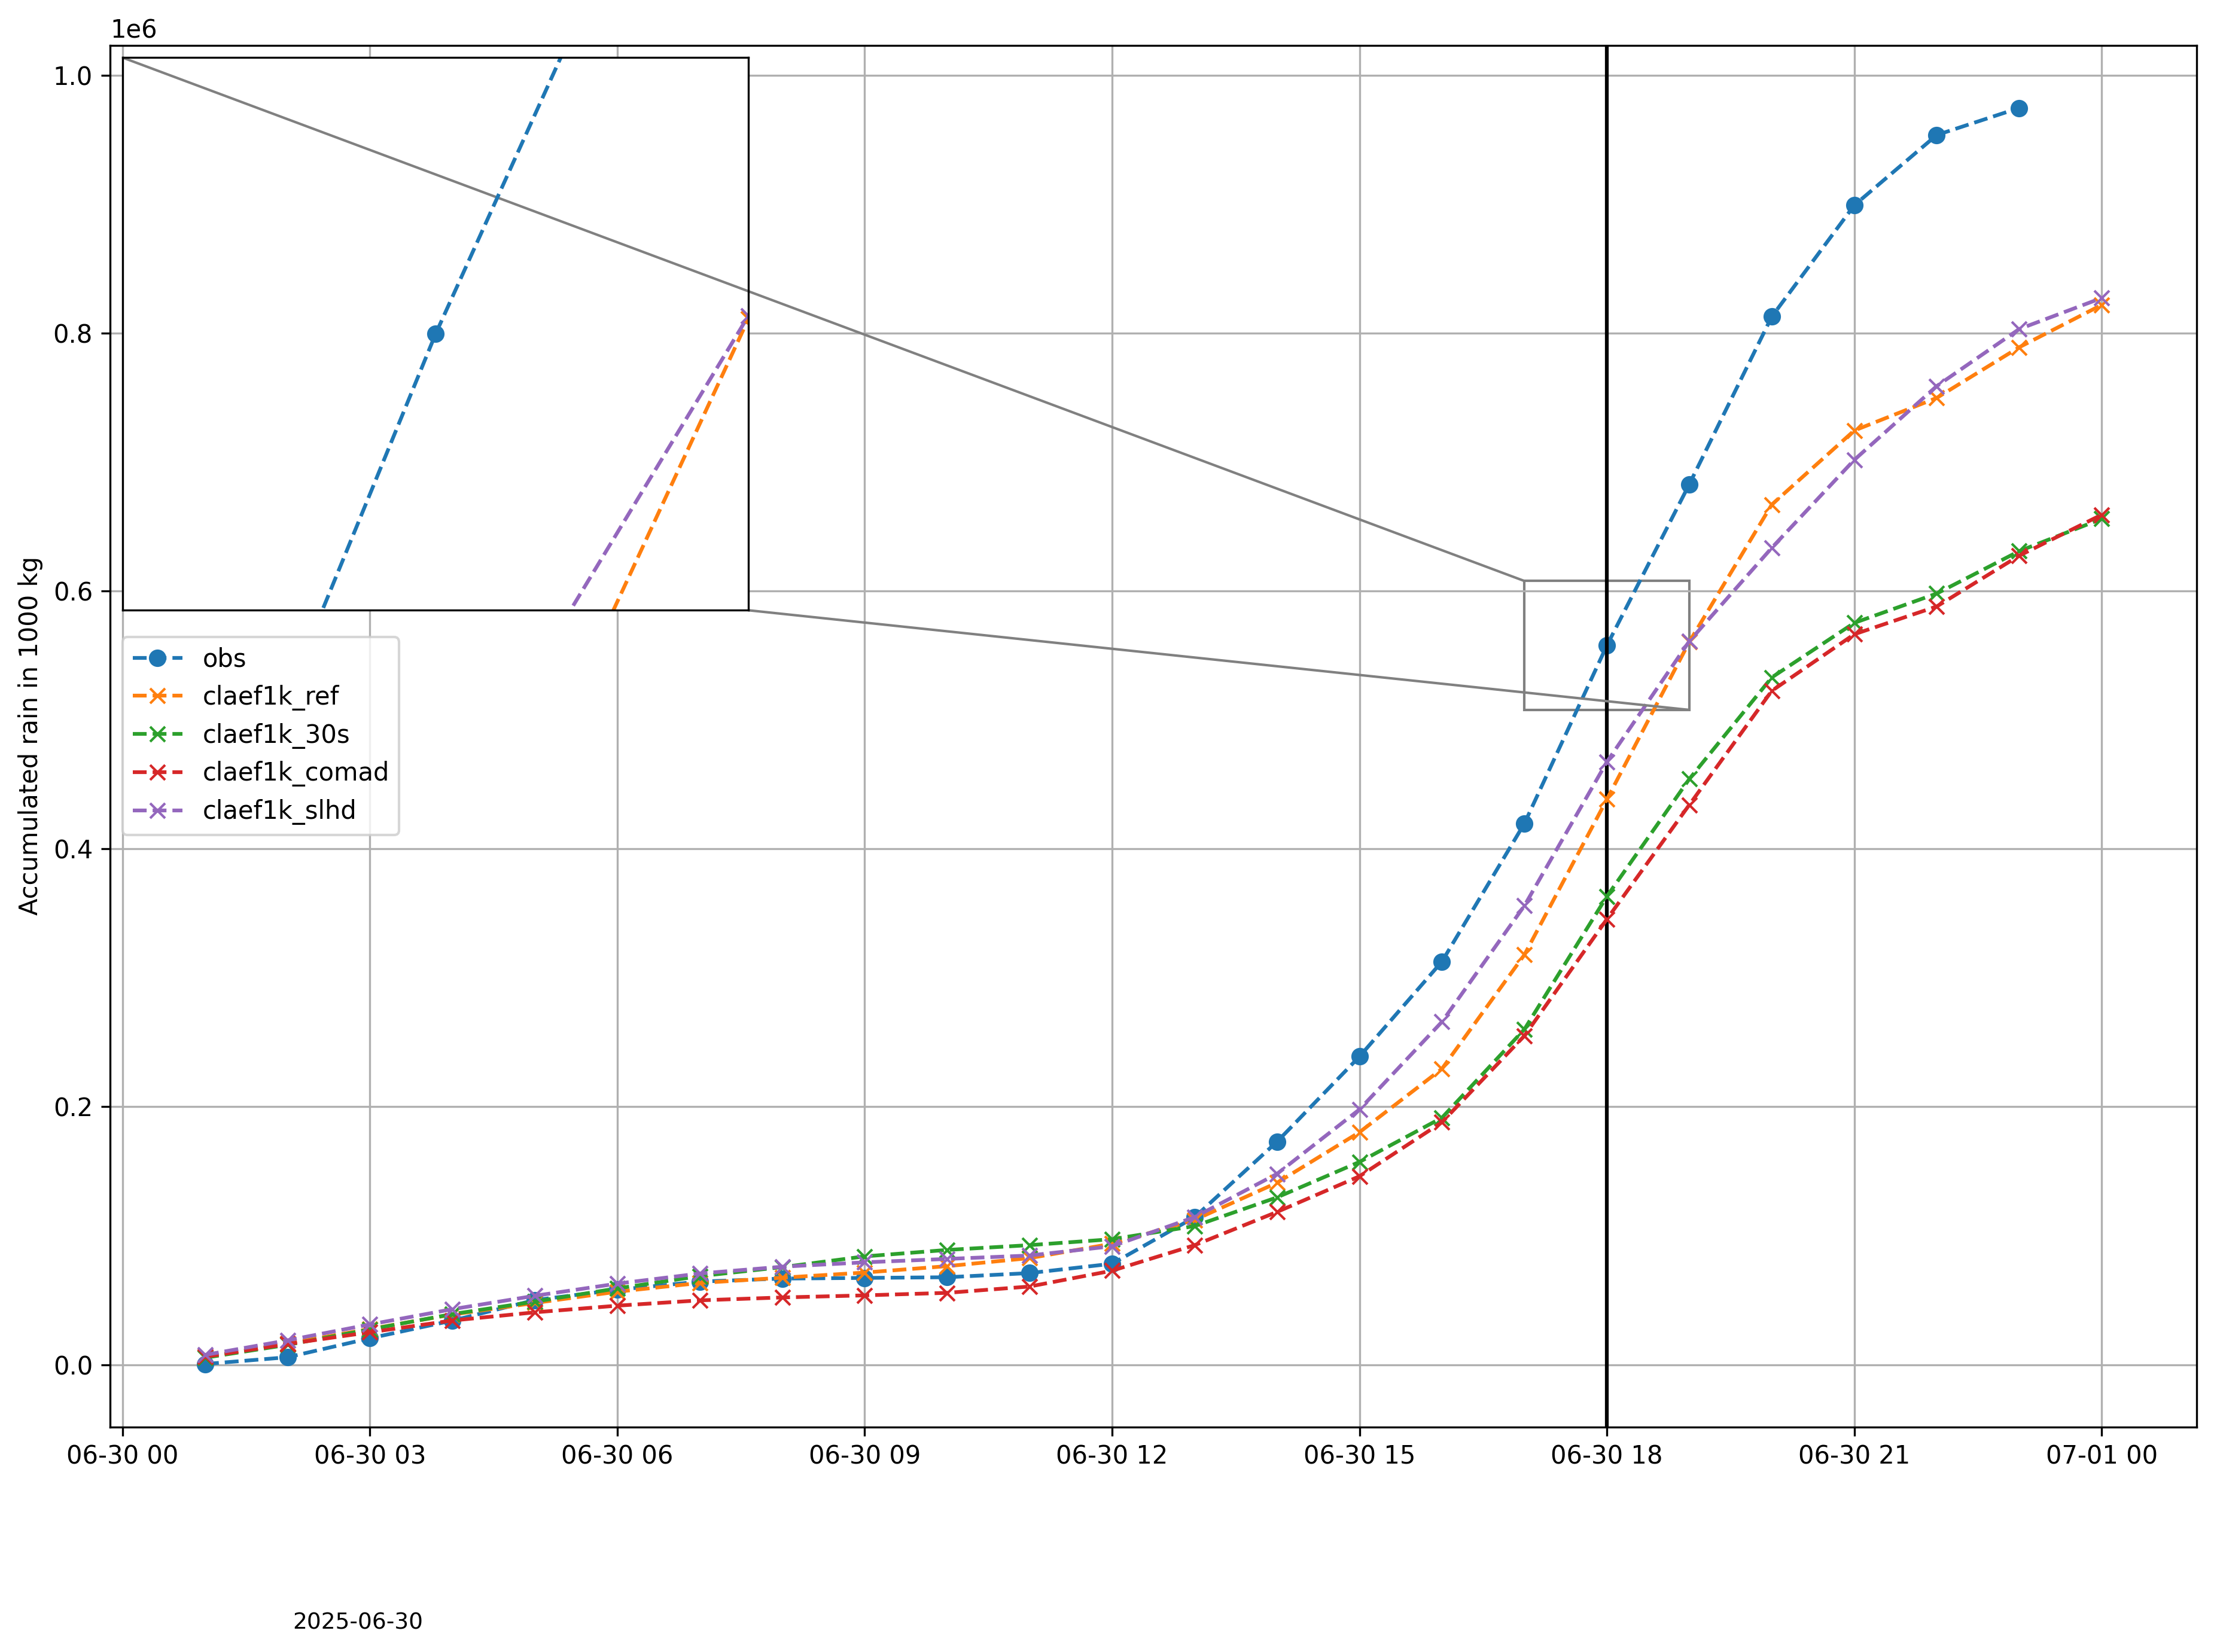 1e6
1.0
0.8
0.6
0.4
0.2
0.0
Accumulated rain in 1000 kg
obs
claef1k_ref
claef1k_30s
claef1k_comad
claef1k_slhd
06-30 00 06-30 03 06-30 06 06-30 09 06-30 12 06-30 15 06-30 18 06-30 21 07-01 00
2025-06-30